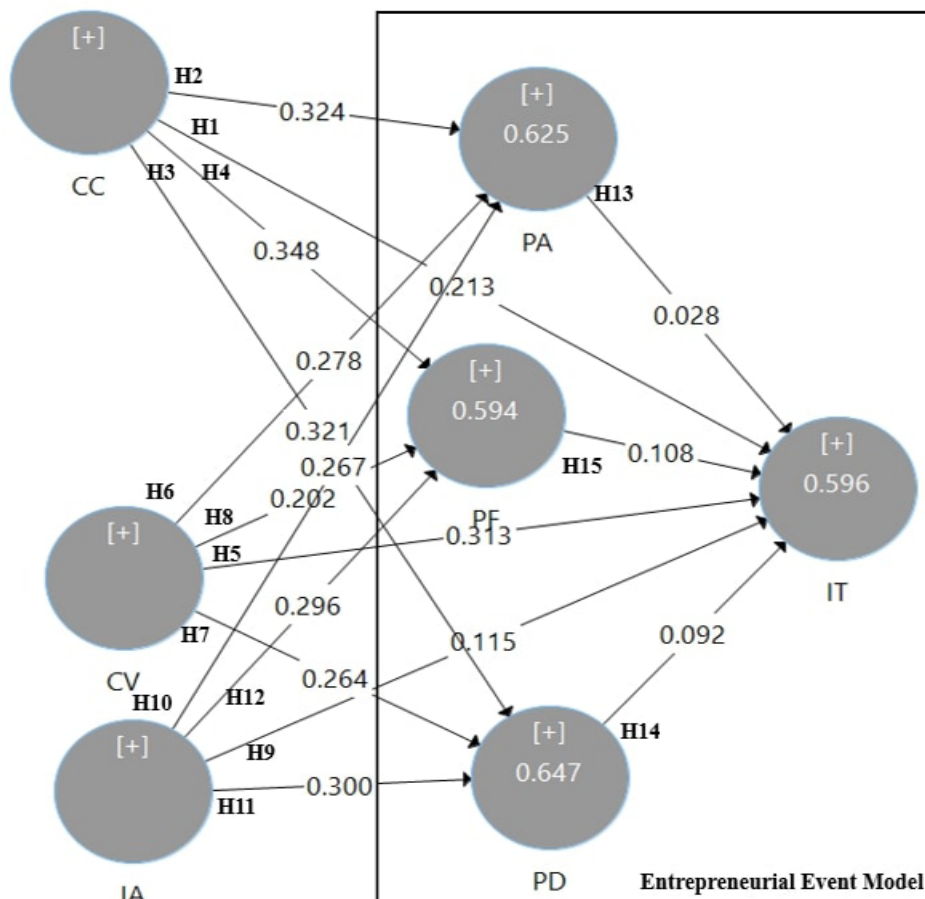 [+]
H2
0.324
[+]
0.625
H1
H3
H4
CC
H13
PA
0.348
0.213
0.028
0.278
[+]
0.594
0.321
[+]
0.596
0.108
H15
0.267
0.202
H6
H8
H5
PF
0.313
[+]
IT
0.296
H7
0.115
0.092
CV
H10
H12
0.264
[+]
H9
[+]
H14
0.647
H11
0.300
IA
PD
Entrepreneurial Event Model